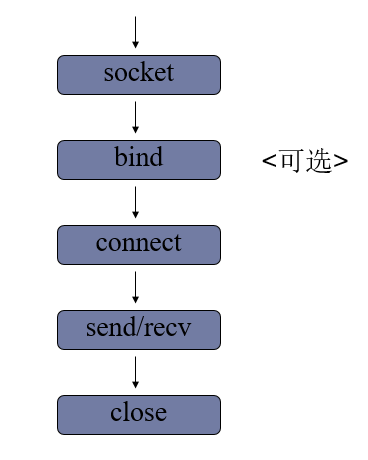 socket
bind
<可选>
connect
send/recv
close